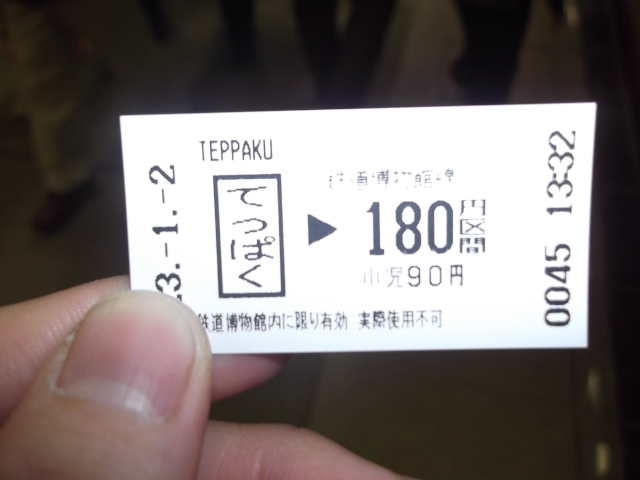 TEPPAKU
てっぱく
鉄道博物館線
▶180円区間
小児90円
鉄道博物館内に限り有効 実際使用不可
3.-1.-2
0045 13:32